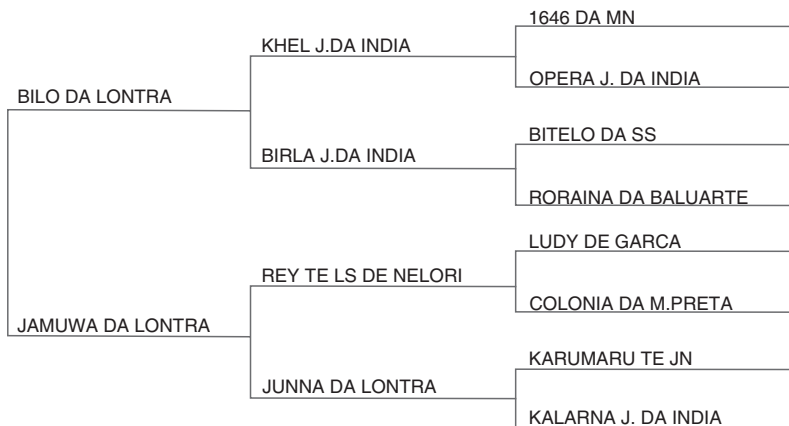 1646 DA MN
KHEL J.DA INDIA
OPERA J. DA INDIA
BILO DA LONTRA
BITELO DA SS
BIRLA J.DA INDIA
RORAINA DA BALUARTE
LUDY DE GARCA
REY TE LS DE NELORI
COLONIA DA M.PRETA
JAMUWA DA LONTRA
KARUMARU TE JN
JUNNA DA LONTRA
KALARNA J. DA INDIA